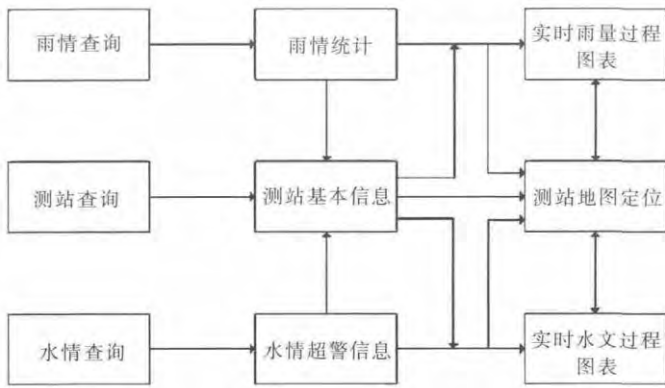 雨情查询
雨情统计
实时雨量过程
图表
测站查询
测站基本信息
测站地图定位
水情查询
水情超警信息
实时水文过程
图表